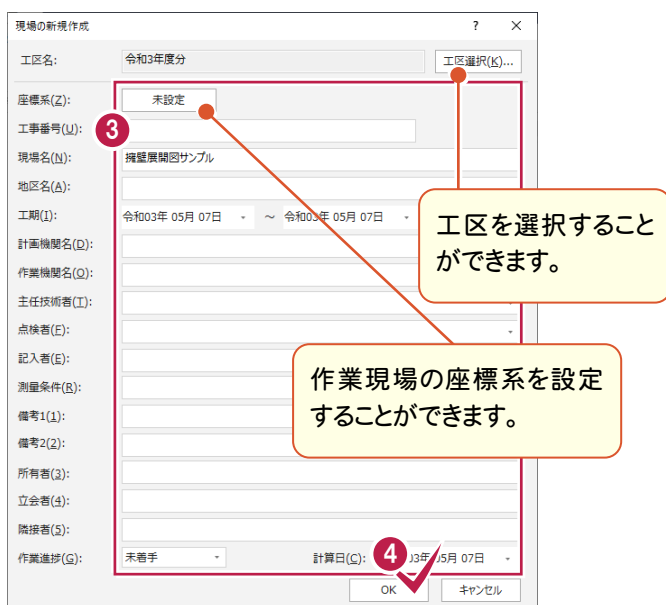 現場の新規作成 ? ×
工区名: 令和3年度分 工区選択(K)...
座標系(Z): 未設定
工事番号(U): 3
現場名(N): 擁壁展開図サンプル
地区名(A):
工期(I): 令和03年 05月 07日 ～ 令和03年 05月 07日
工区を選択すること
ができます。
計画機関名(D):
作業機関名(O):
主任技術者(T):
点検者(F):
記入者(E):
作業現場の座標系を設定
することができます。
測量条件(R):
備考1(1):
備考2(2):
所有者(3):
立会者(4):
隣接者(5):
作業進捗(G): 未着手 計算日(C): 4 03年 05月 07日
OK キャンセル